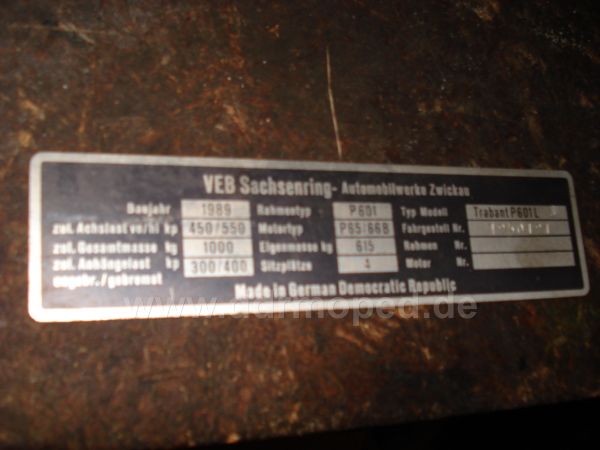 VEB Sachsenring- Automobilwerke Zwickau
Baujahr 1989 Rahmentyp P601 Typ Modell Trabant P601L
zul. Achslast vo/hi kp 450/550 Motortyp P65/66B Fahrgestell Nr.
zul. Gesamtmasse kg 1000 Eigenmasse kg 615 Rahmen Nr.
zul. Anhängelast kp 300/400 Sitzplätze 4 Motor Nr.
ungebr./gebremst
Made in German Democratic Republic
www.ddrmoped.de